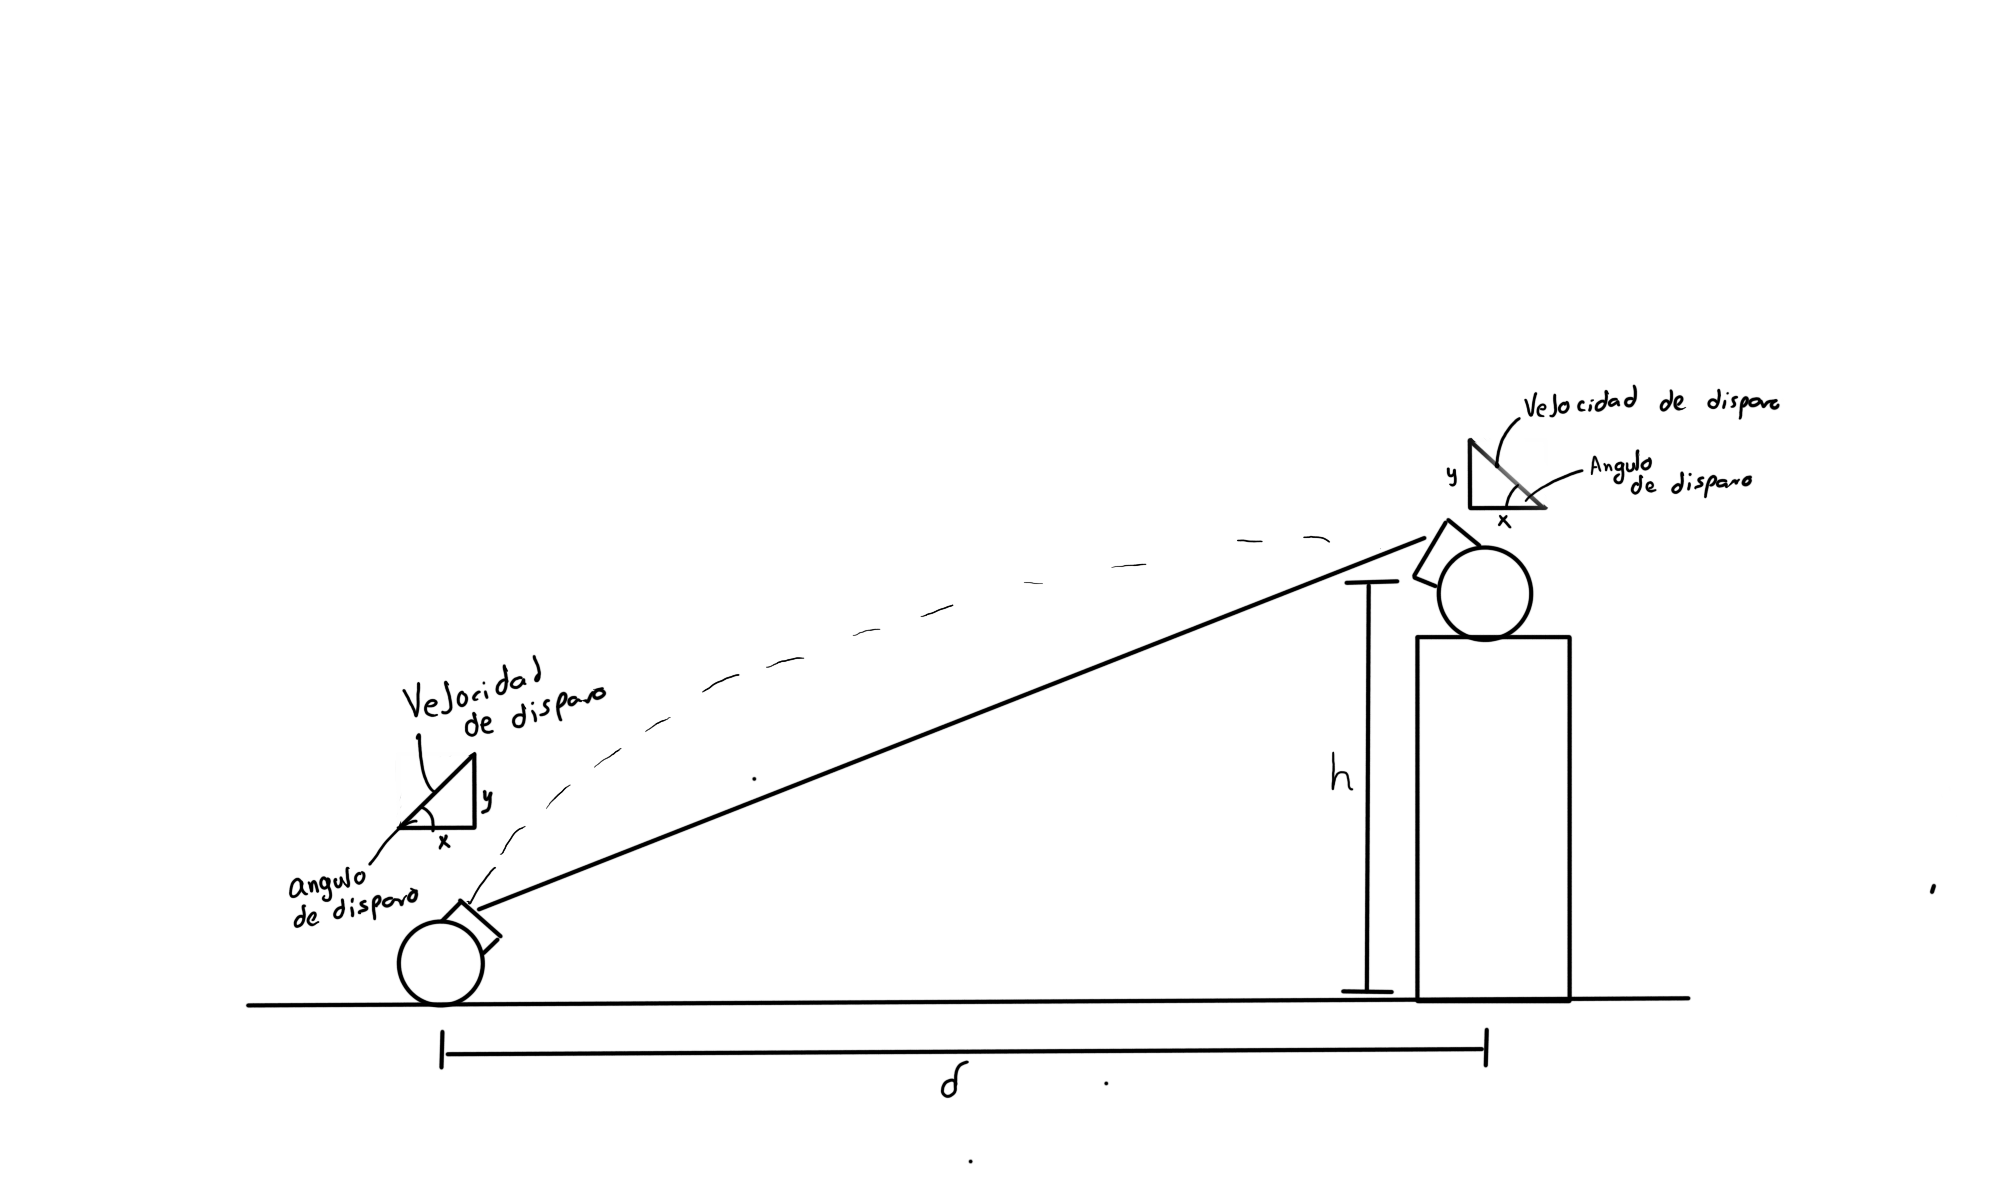 Velocidad de disparo
y
Angulo
de disparo
x
Velocidad
de disparo
h
y
x
angulo
de disparo
d